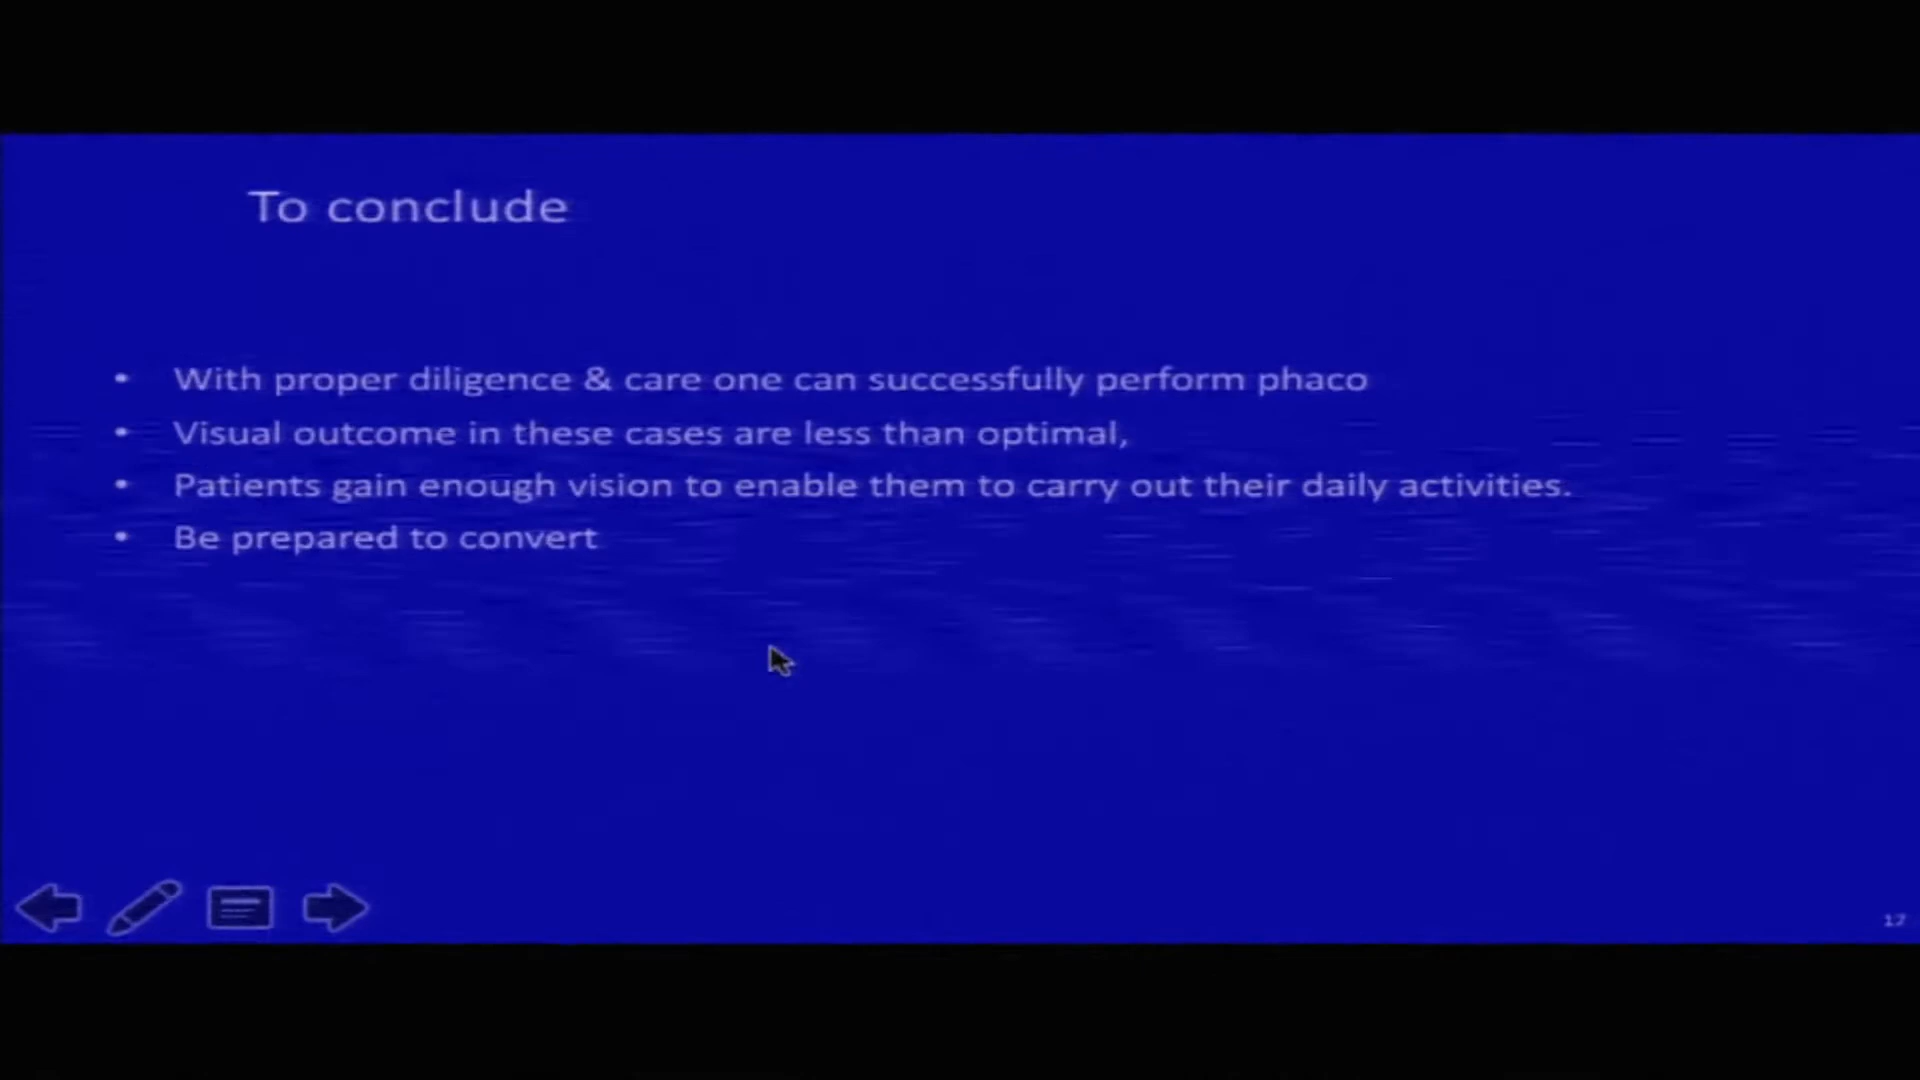 To conclude
• With proper diligence & care one can successfully perform phaco
• Visual outcome in these cases are less than optimal,
• Patients gain enough vision to enable them to carry out their daily activities.
• Be prepared to convert
17